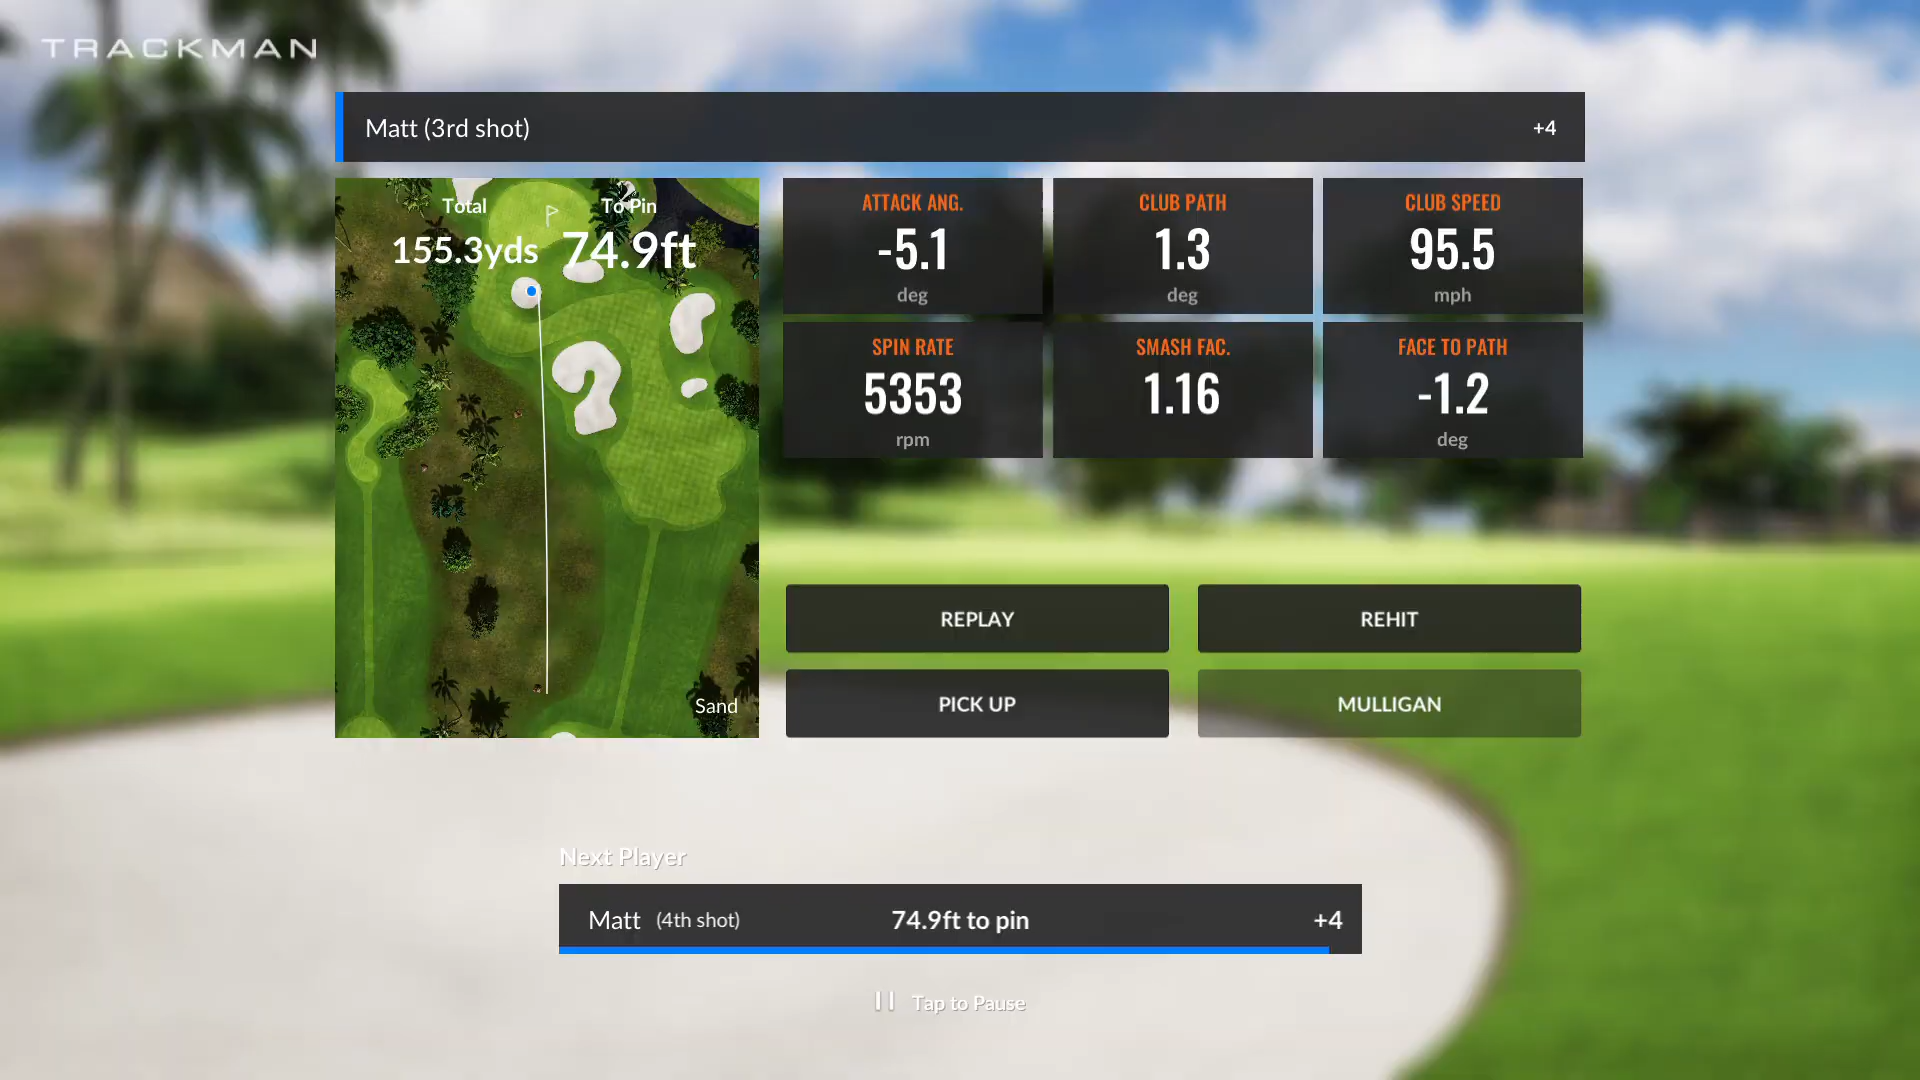 TRACKMAN
Matt (3rd shot)
+4
Total
To Pin
155.3yds
74.9ft
Sand
ATTACK ANG.
-5.1
deg
CLUB PATH
1.3
deg
CLUB SPEED
95.5
mph
SPIN RATE
5353
rpm
SMASH FAC.
1.16
FACE TO PATH
-1.2
deg
REPLAY
REHIT
PICK UP
MULLIGAN
Next Player
Matt (4th shot)
74.9ft to pin
+4
Tap to Pause